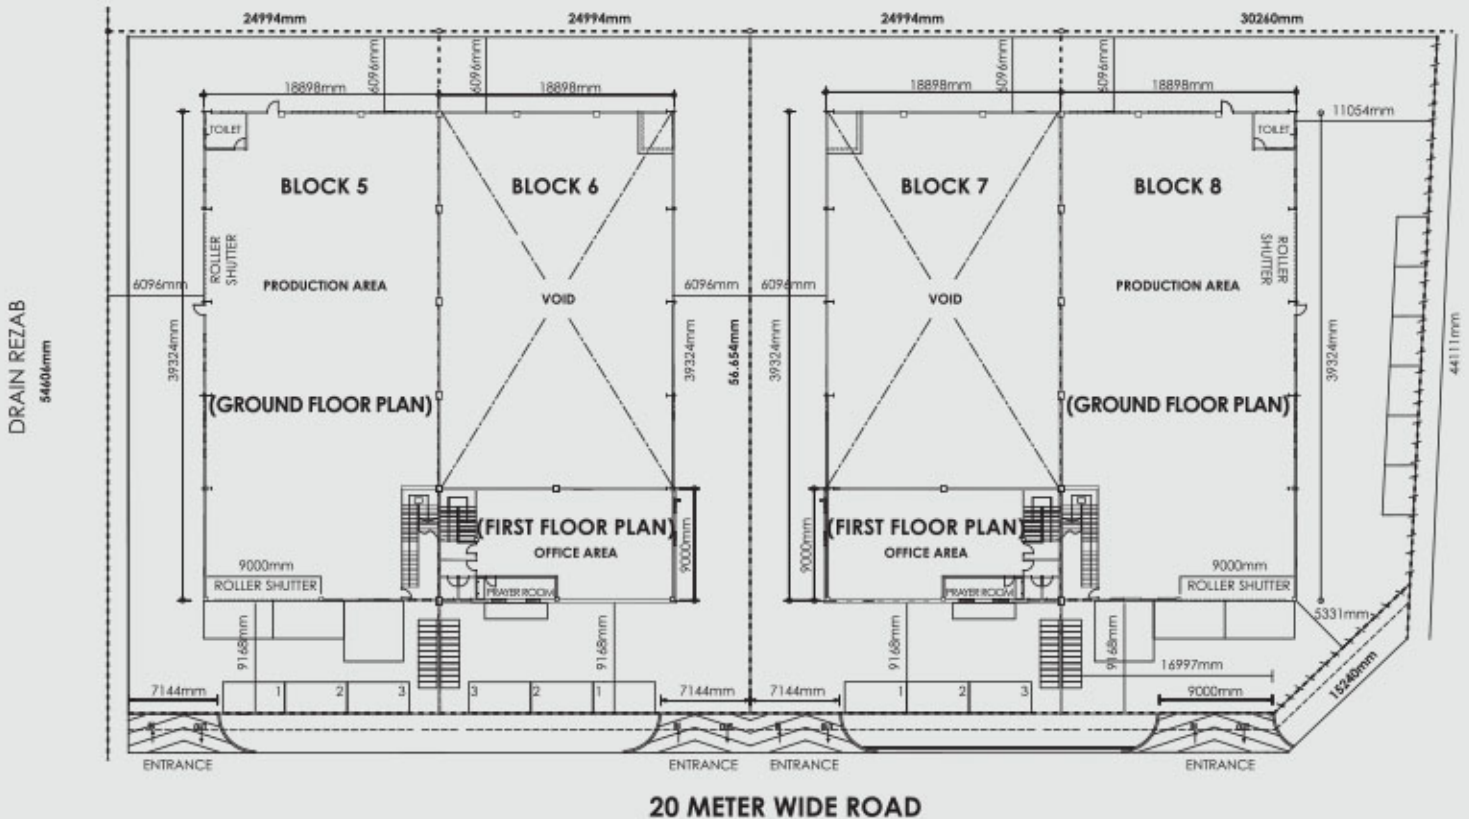 24994mm
24994mm
24994mm
30260mm
6096mm
6096mm
6096mm
6096mm
18898mm
18898mm
18898mm
18898mm
11054mm
TOILET
TOILET
BLOCK 5
BLOCK 6
BLOCK 7
BLOCK 8
ROLLER
SHUTTER
ROLLER
SHUTTER
6096mm
PRODUCTION AREA
VOID
6096mm
6096mm
VOID
PRODUCTION AREA
DRAIN REZAB
54606mm
39324mm
39324mm
56.654mm
39324mm
39324mm
44111mm
(GROUND FLOOR PLAN)
(GROUND FLOOR PLAN)
(FIRST FLOOR PLAN)
OFFICE AREA
9000mm
9000mm
(FIRST FLOOR PLAN)
OFFICE AREA
9000mm
ROLLER SHUTTER
PRAYER ROOM
PRAYER ROOM
9000mm
ROLLER SHUTTER
9168mm
9168mm
9168mm
9168mm
5331mm
16997mm
15240mm
7144mm
1
2
3
3
2
1
7144mm
7144mm
1
2
3
9000mm
ENTRANCE
ENTRANCE
ENTRANCE
ENTRANCE
20 METER WIDE ROAD